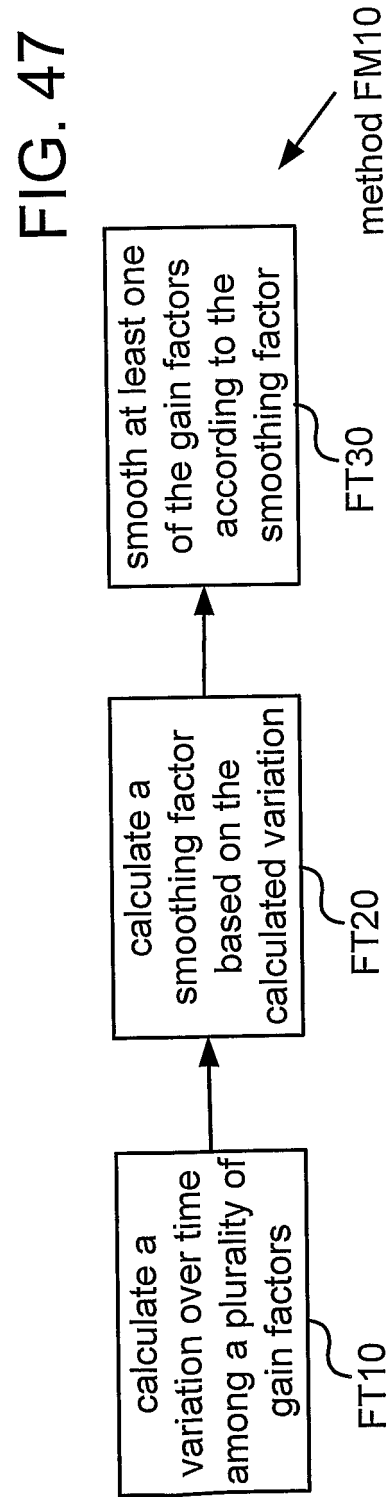 FIG. 47
calculate a
variation over time
among a plurality of
gain factors
FT10
calculate a
smoothing factor
based on the
calculated variation
FT20
smooth at least one
of the gain factors
according to the
smoothing factor
FT30
method FM10